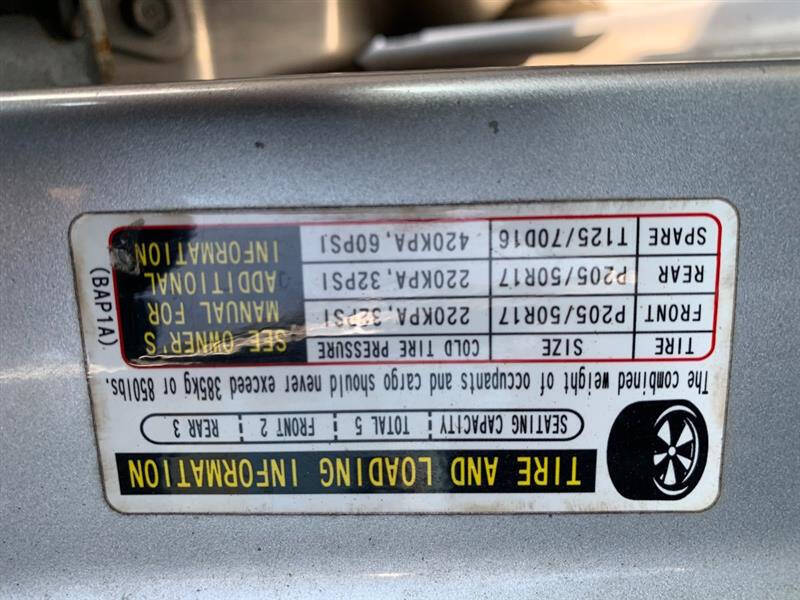 TIRE AND LOADING INFORMATION
SEATING CAPACITY TOTAL 5 FRONT 2 REAR 3
The combined weight of occupants and cargo should never exceed 385kg or 850lbs.
TIRE SIZE COLD TIRE PRESSURE SEE OWNER'S
FRONT P205/50R17 220KPA, 32PSI MANUAL FOR
REAR P205/50R17 220KPA, 32PSI ADDITIONAL
SPARE T125/70D16 420KPA, 60PSI INFORMATION
(BAP1A)